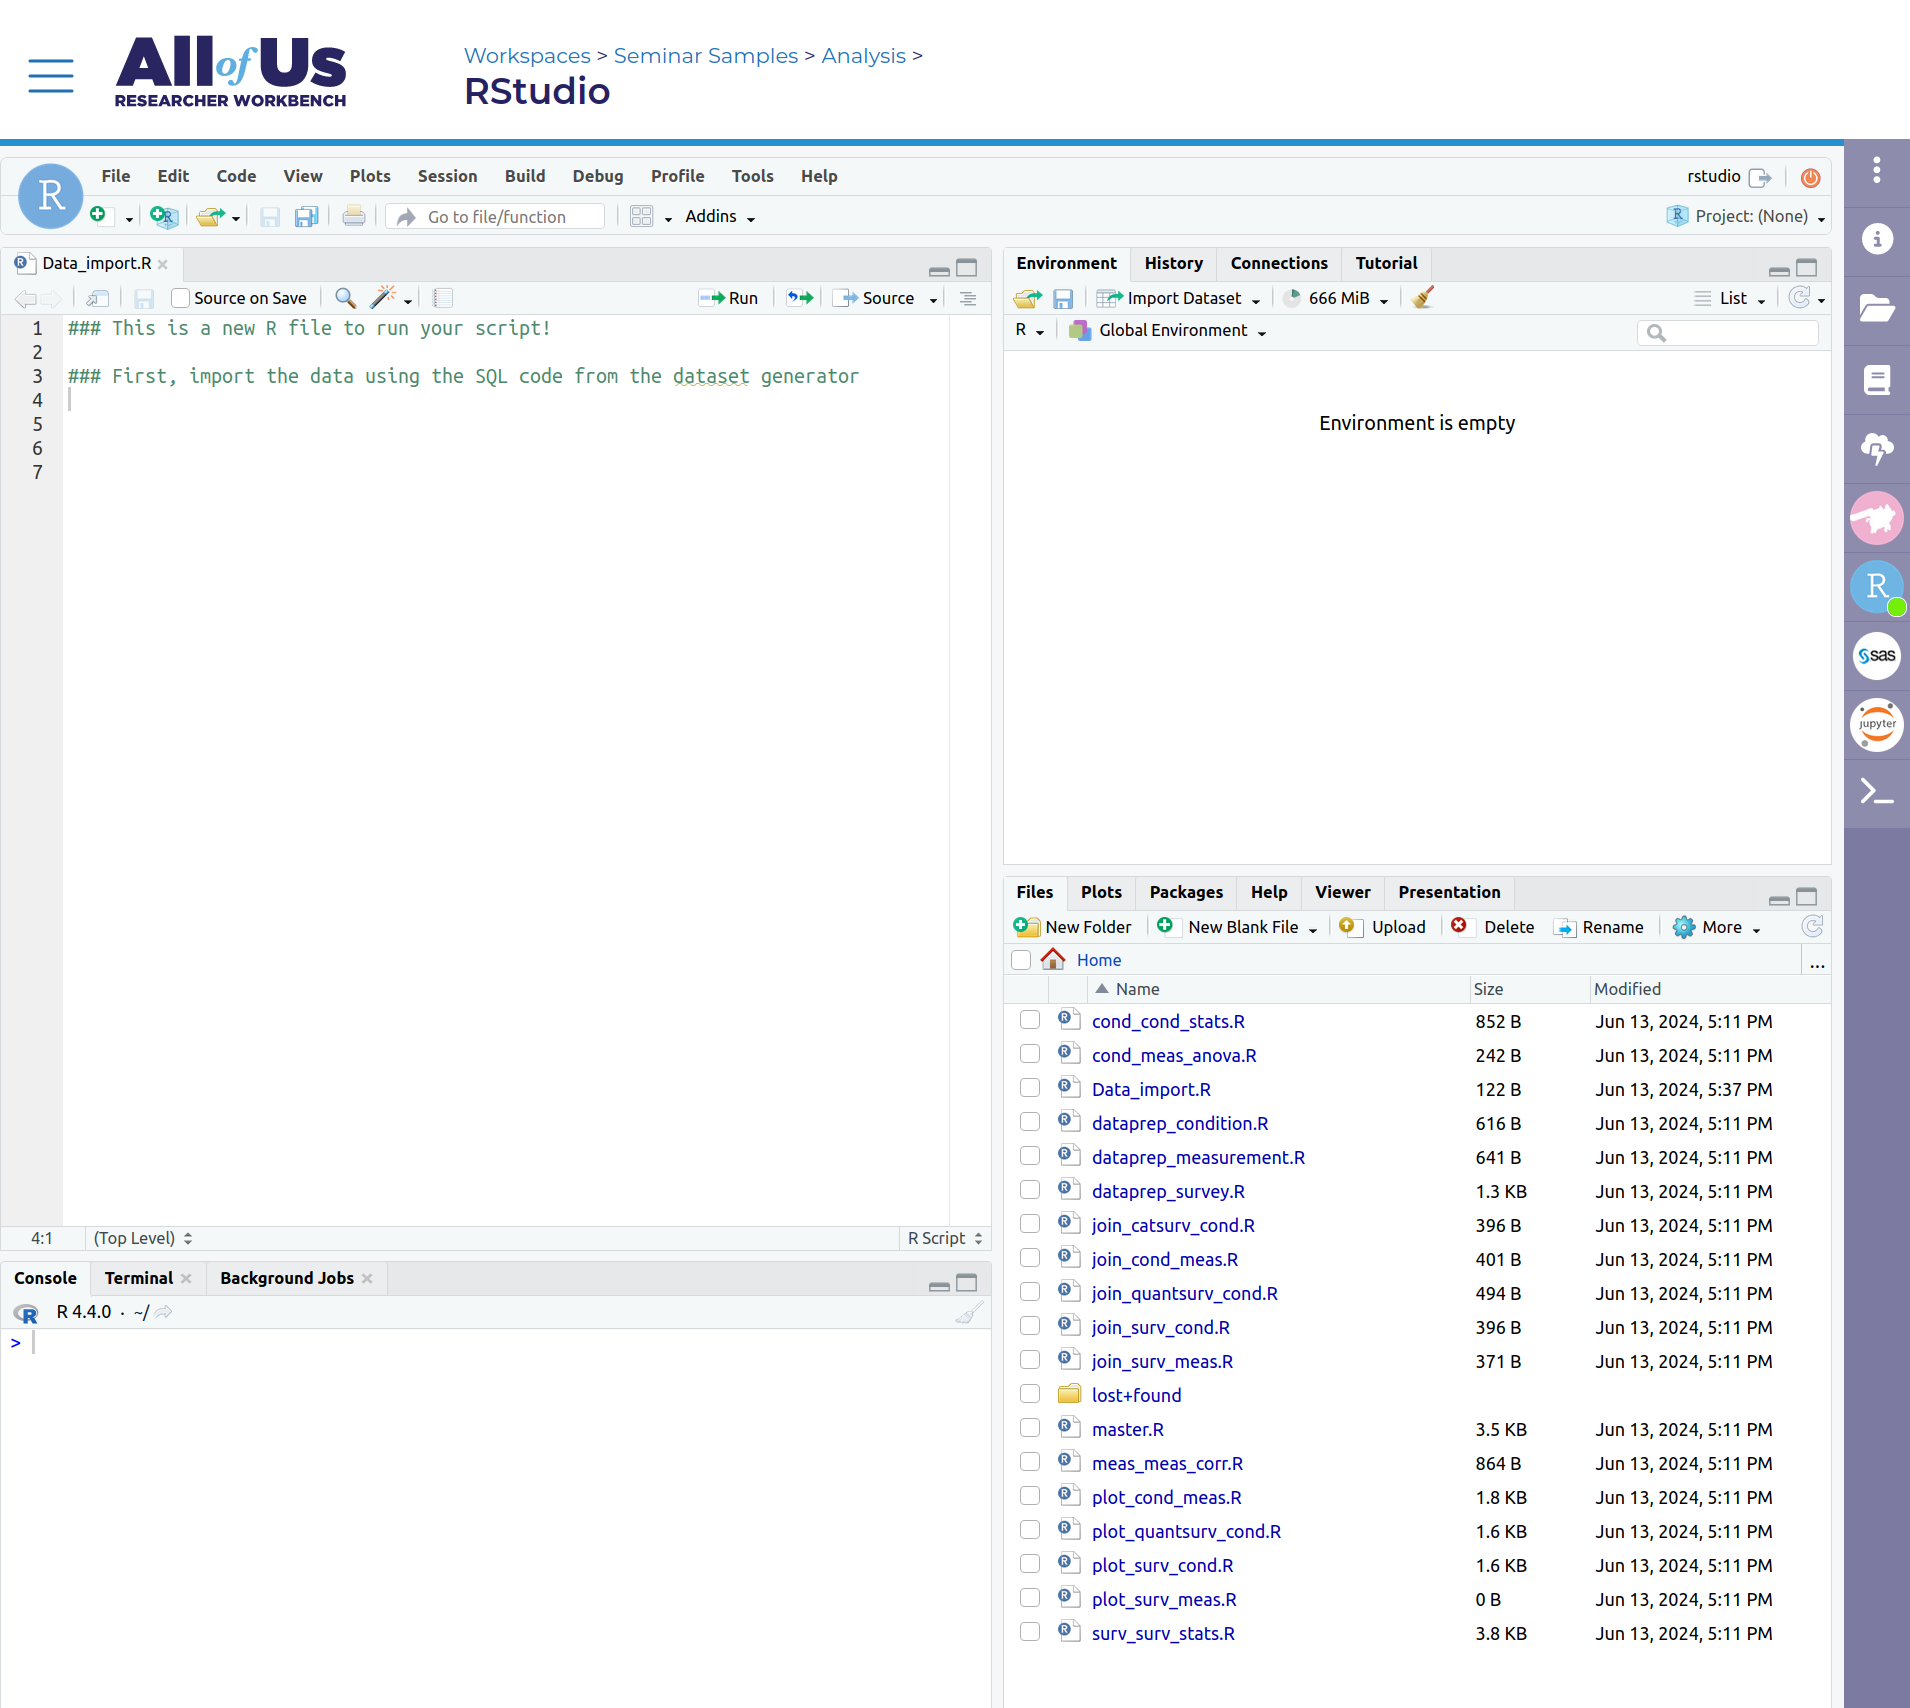 All of Us
RESEARCHER WORKBENCH
Workspaces > Seminar Samples > Analysis >
RStudio
R File Edit Code View Plots Session Build Debug Profile Tools Help rstudio
Go to file/function Addins Project: (None)
Data_import.R
Source on Save Run Source
1 ### This is a new R file to run your script!
2
3 ### First, import the data using the SQL code from the dataset generator
4
5
6
7
4:1 (Top Level) R Script
Console Terminal Background Jobs
R 4.4.0 · ~/
>
Environment History Connections Tutorial
Import Dataset 666 MiB List
R Global Environment
Environment is empty
Files Plots Packages Help Viewer Presentation
New Folder New Blank File Upload Delete Rename More
Home ...
Name Size Modified
cond_cond_stats.R 852 B Jun 13, 2024, 5:11 PM
cond_meas_anova.R 242 B Jun 13, 2024, 5:11 PM
Data_import.R 122 B Jun 13, 2024, 5:37 PM
dataprep_condition.R 616 B Jun 13, 2024, 5:11 PM
dataprep_measurement.R 641 B Jun 13, 2024, 5:11 PM
dataprep_survey.R 1.3 KB Jun 13, 2024, 5:11 PM
join_catsurv_cond.R 396 B Jun 13, 2024, 5:11 PM
join_cond_meas.R 401 B Jun 13, 2024, 5:11 PM
join_quantsurv_cond.R 494 B Jun 13, 2024, 5:11 PM
join_surv_cond.R 396 B Jun 13, 2024, 5:11 PM
join_surv_meas.R 371 B Jun 13, 2024, 5:11 PM
lost+found
master.R 3.5 KB Jun 13, 2024, 5:11 PM
meas_meas_corr.R 864 B Jun 13, 2024, 5:11 PM
plot_cond_meas.R 1.8 KB Jun 13, 2024, 5:11 PM
plot_quantsurv_cond.R 1.6 KB Jun 13, 2024, 5:11 PM
plot_surv_cond.R 1.6 KB Jun 13, 2024, 5:11 PM
plot_surv_meas.R 0 B Jun 13, 2024, 5:11 PM
surv_surv_stats.R 3.8 KB Jun 13, 2024, 5:11 PM
R
sas
jupyter